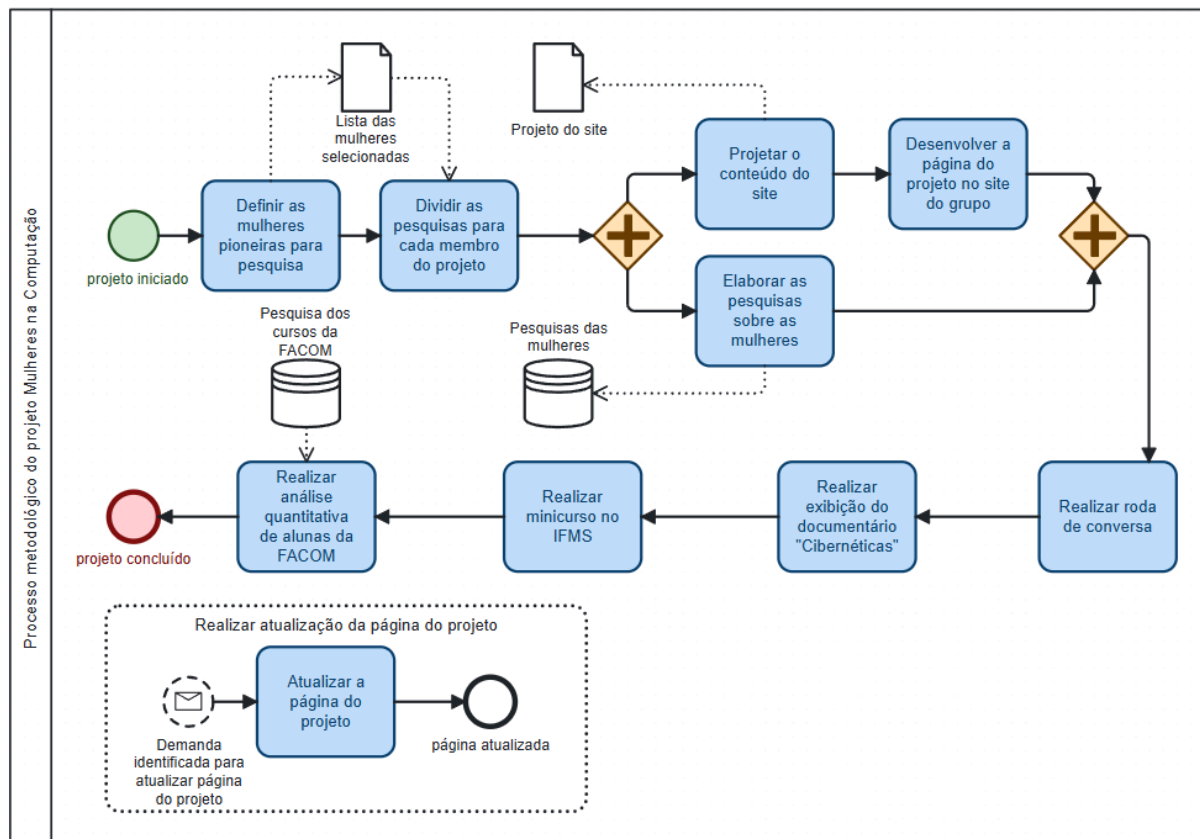 Processo metodológico do projeto Mulheres na Computação
Lista das
mulheres
selecionadas
Projeto do site
projeto iniciado
Definir as
mulheres
pioneiras para
pesquisa
Dividir as
pesquisas para
cada membro
do projeto
Projetar o
conteúdo do
site
Desenvolver a
página do
projeto no site
do grupo
Elaborar as
pesquisas
sobre as
mulheres
Pesquisa dos
cursos da
FACOM
Pesquisas das
mulheres
projeto concluído
Realizar
análise
quantitativa
de alunas da
FACOM
Realizar
minicurso no
IFMS
Realizar
exibição do
documentário
"Cibernéticas"
Realizar roda
de conversa
Realizar atualização da página do projeto
Demanda
identificada para
atualizar página
do projeto
Atualizar a
página do
projeto
página atualizada